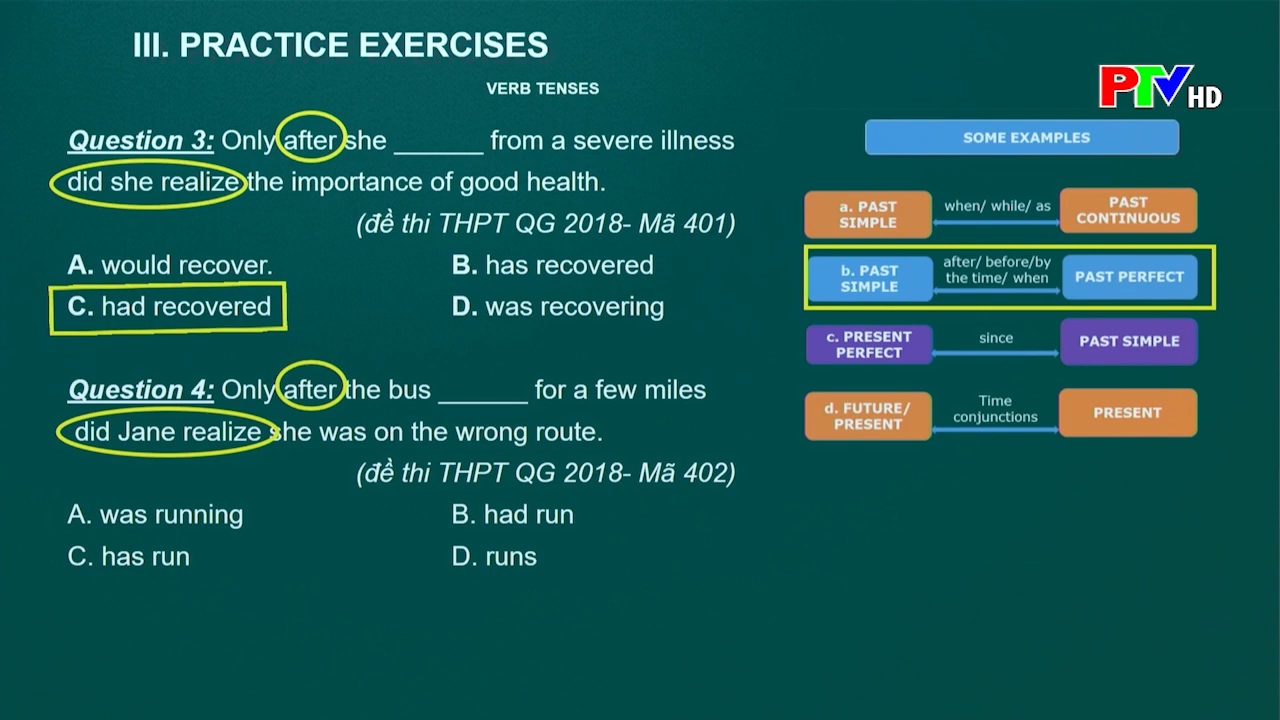 III. PRACTICE EXERCISES
VERB TENSES
PTV HD
Question 3: Only after she ______ from a severe illness
did she realize the importance of good health.
(đề thi THPT QG 2018- Mã 401)
A. would recover.
B. has recovered
C. had recovered
D. was recovering
Question 4: Only after the bus ______ for a few miles
did Jane realize she was on the wrong route.
(đề thi THPT QG 2018- Mã 402)
A. was running
B. had run
C. has run
D. runs
SOME EXAMPLES
a. PAST
SIMPLE
when/ while/ as
PAST
CONTINUOUS
b. PAST
SIMPLE
after/ before/by
the time/ when
PAST PERFECT
c. PRESENT
PERFECT
since
PAST SIMPLE
d. FUTURE/
PRESENT
Time
conjunctions
PRESENT